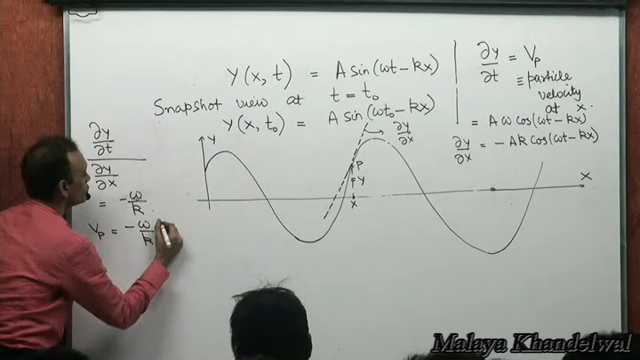 Y(x, t) = A sin(ωt − kx)
Snapshot view at t = t₀
Y(x, t₀) = A sin(ωt₀ − kx)
∂y/∂t = Vp
≡ particle
velocity
at x.
= Aω cos(ωt − kx)
∂y/∂x = −Ak cos(ωt − kx)
∂y/∂t
∂y/∂x
= −ω/k
Vp = −ω/k
Y
∂y/∂x
P
Y
x
X
Malaya Khandelwal